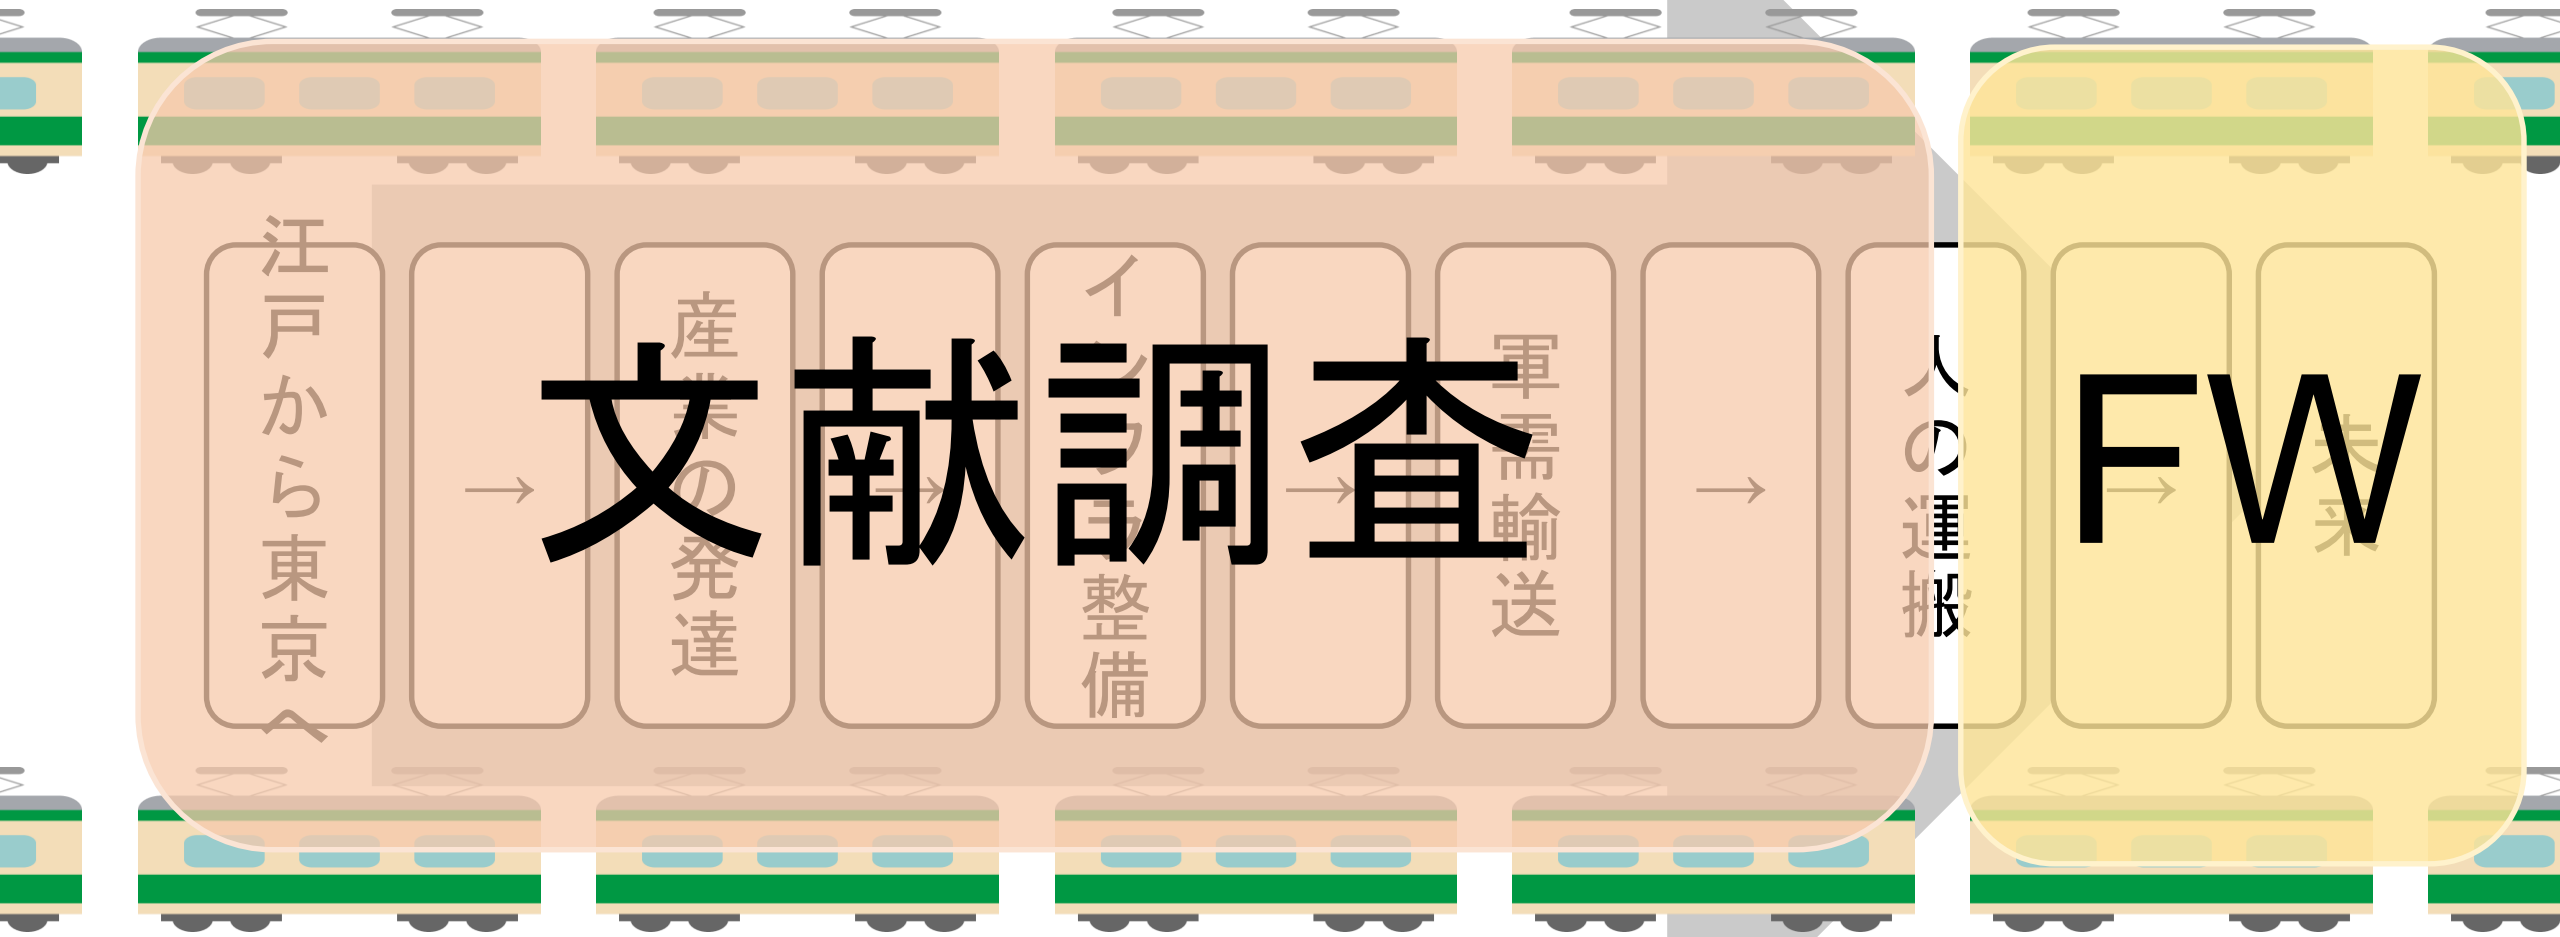 江戸から東京へ
→
産業の発達
→
インフラ整備
→
軍需輸送
→
人の運搬
→
未来
文献調査
FW